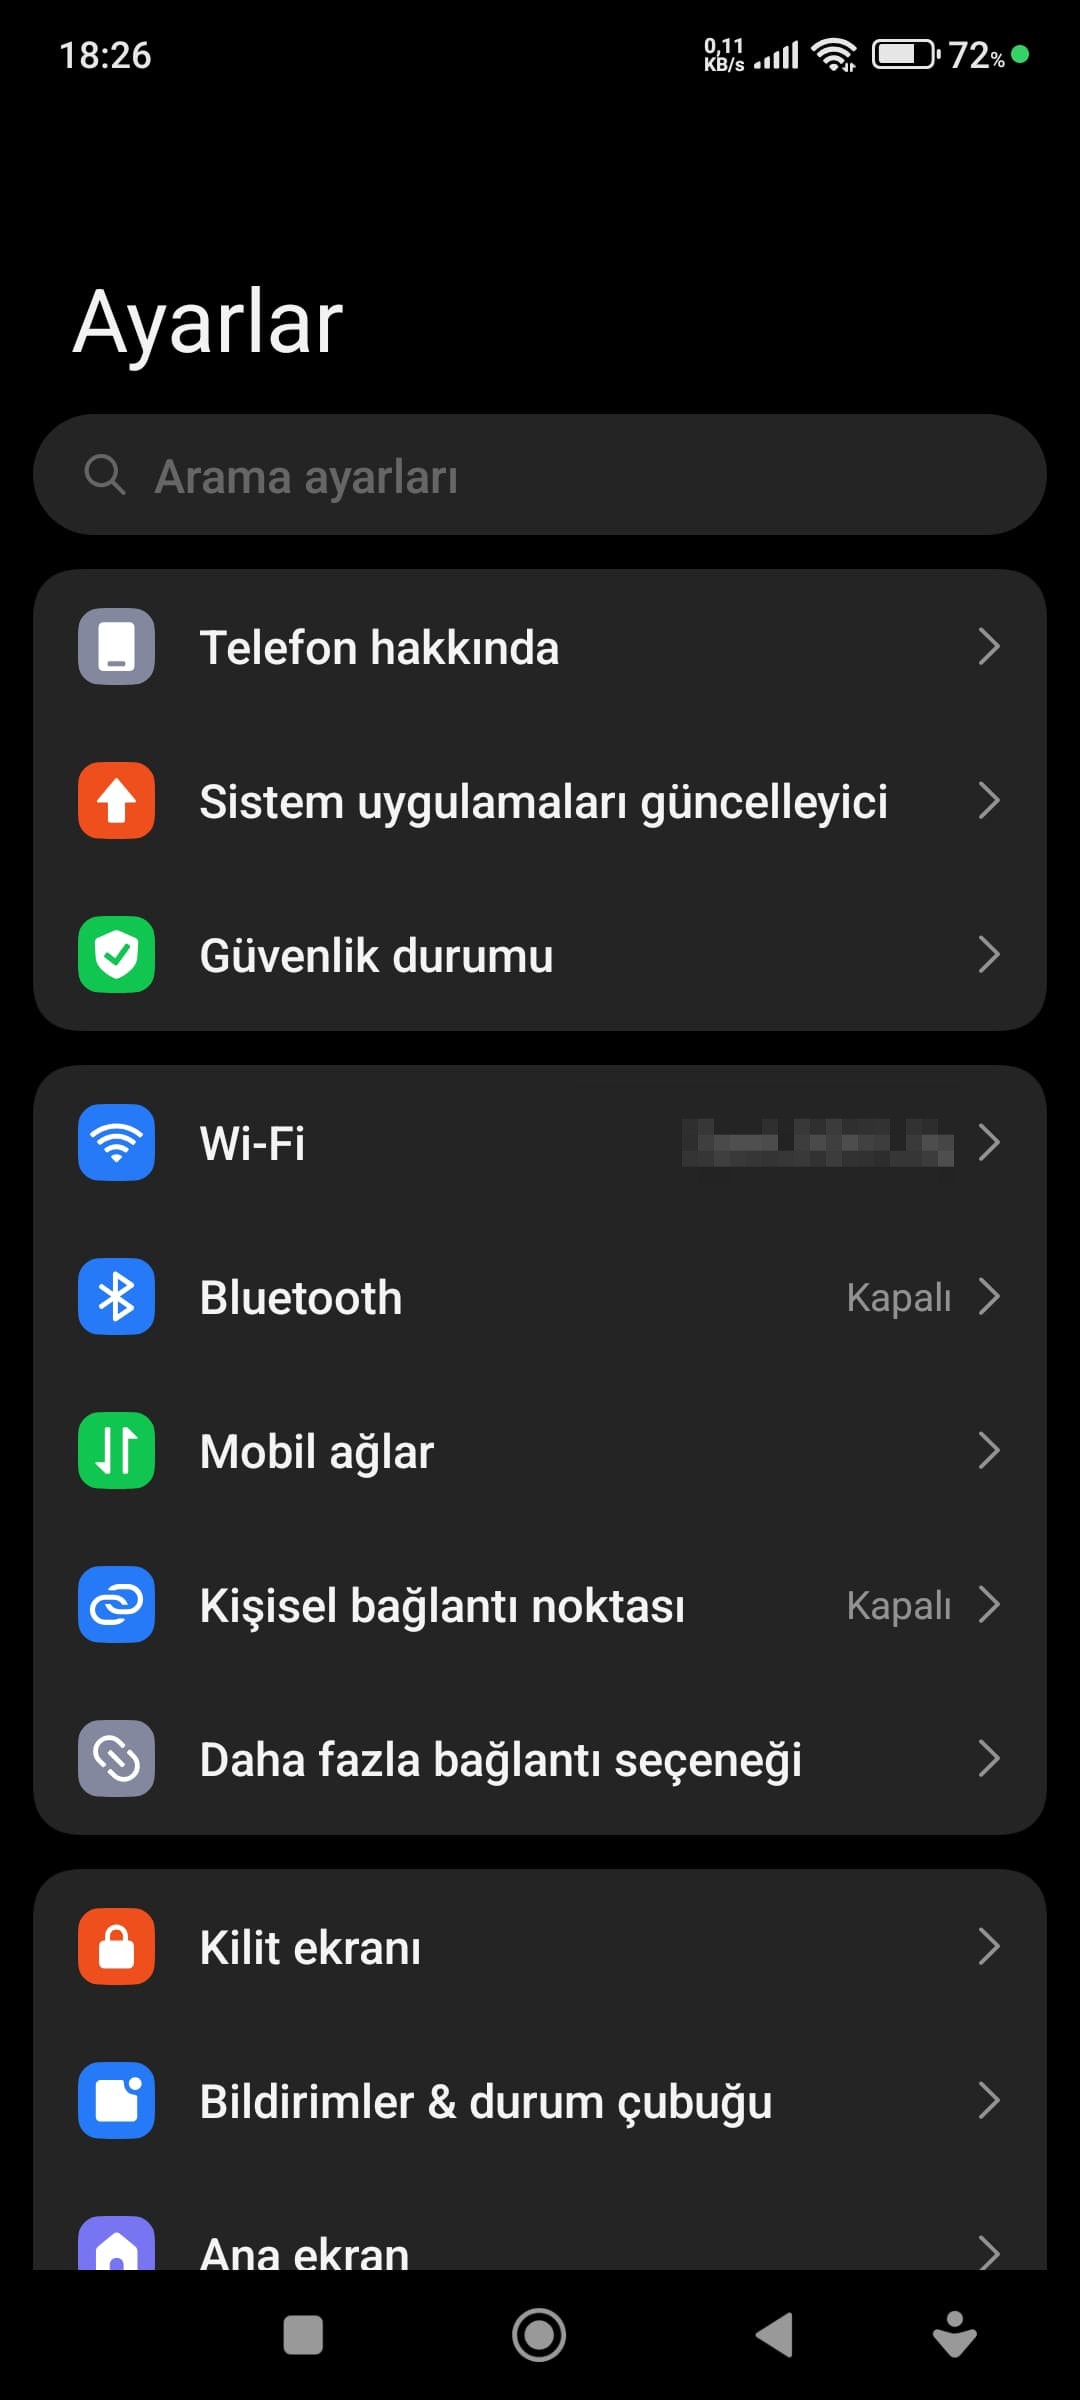 18:26
0,11
KB/s
72%
Ayarlar
Arama ayarları
Telefon hakkında
Sistem uygulamaları güncelleyici
Güvenlik durumu
Wi-Fi
Bluetooth
Kapalı
Mobil ağlar
Kişisel bağlantı noktası
Kapalı
Daha fazla bağlantı seçeneği
Kilit ekranı
Bildirimler & durum çubuğu
Ana ekran